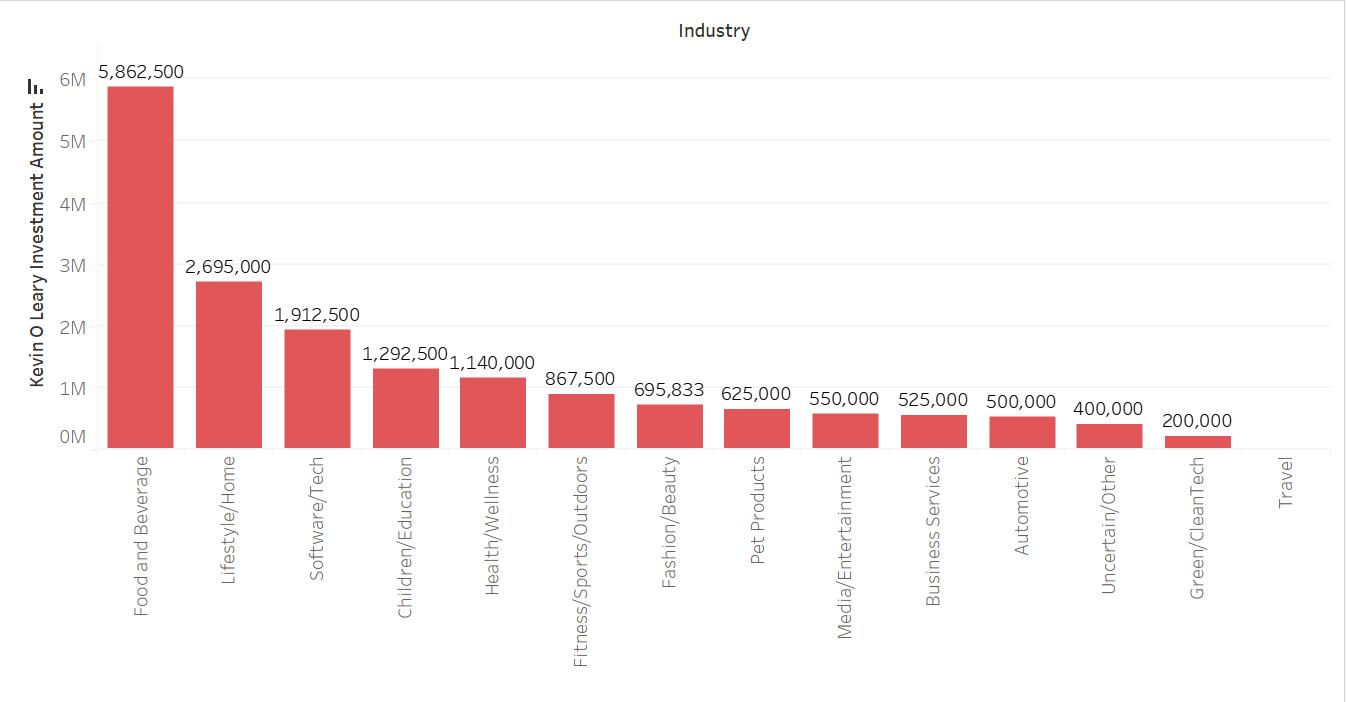 Industry
Kevin O Leary Investment Amount
6M
5M
4M
3M
2M
1M
0M
5,862,500
2,695,000
1,912,500
1,292,500
1,140,000
867,500
695,833
625,000
550,000
525,000
500,000
400,000
200,000
Food and Beverage
Lifestyle/Home
Software/Tech
Children/Education
Health/Wellness
Fitness/Sports/Outdoors
Fashion/Beauty
Pet Products
Media/Entertainment
Business Services
Automotive
Uncertain/Other
Green/CleanTech
Travel